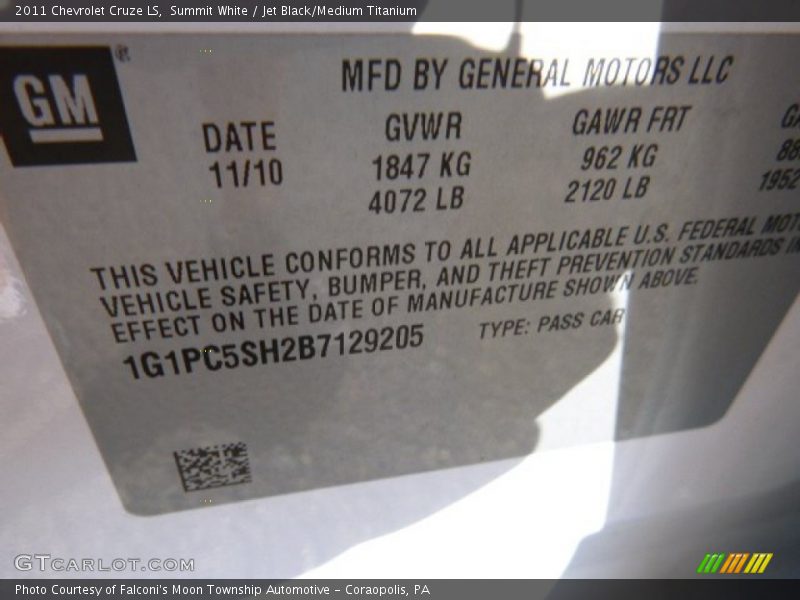 2011 Chevrolet Cruze LS, Summit White / Jet Black/Medium Titanium
GM
MFD BY GENERAL MOTORS LLC
DATE GVWR GAWR FRT
11/10 1847 KG 962 KG
4072 LB 2120 LB 1952
THIS VEHICLE CONFORMS TO ALL APPLICABLE U.S. FEDERAL
VEHICLE SAFETY, BUMPER, AND THEFT PREVENTION STANDARDS
EFFECT ON THE DATE OF MANUFACTURE SHOWN ABOVE.
1G1PC5SH2B7129205 TYPE: PASS CAR
GTCARLOT.COM
Photo Courtesy of Falconi's Moon Township Automotive – Coraopolis, PA